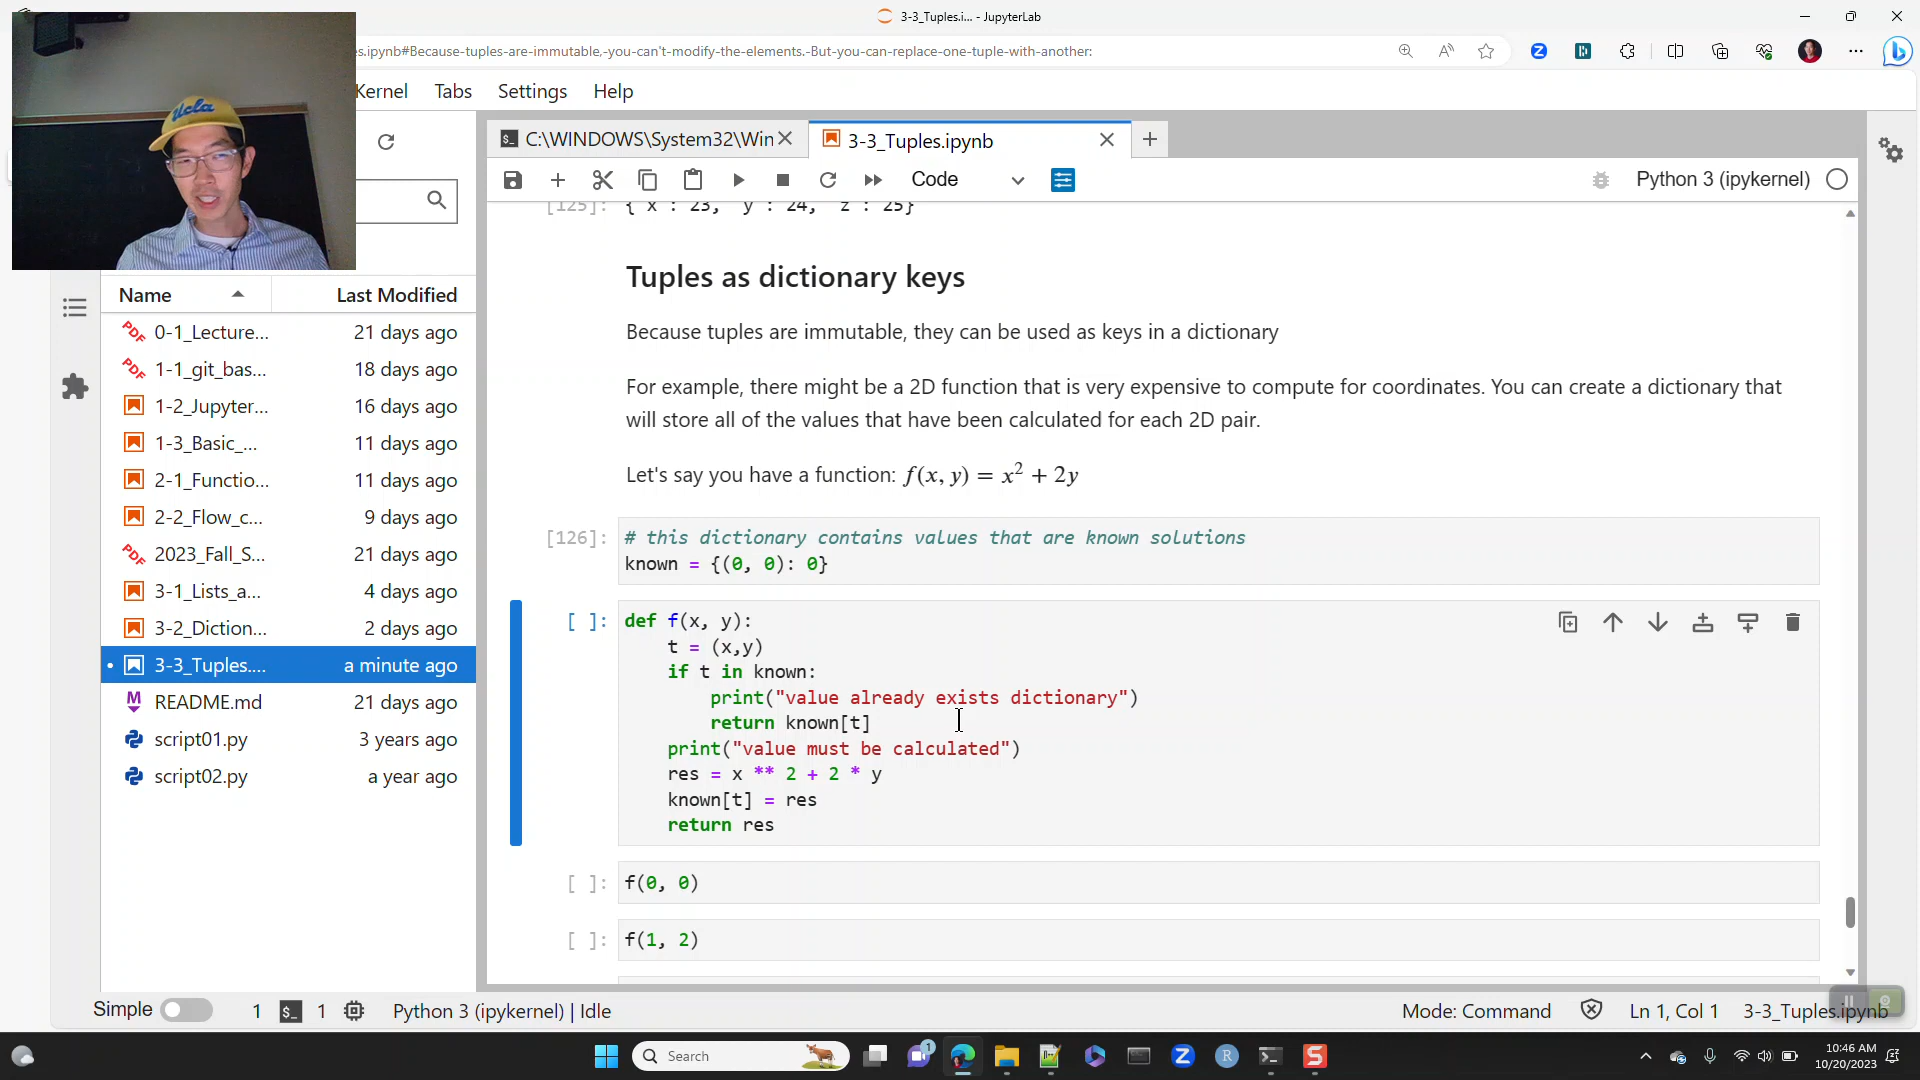 3-3_Tuples.i... - JupyterLab
es.ipynb#Because-tuples-are-immutable,-you-can't-modify-the-elements.-But-you-can-replace-one-tuple-with-another:
Kernel Tabs Settings Help
Ucla
C:\WINDOWS\System32\Win
3-3_Tuples.ipynb
Code
Python 3 (ipykernel)
Name
Last Modified
0-1_Lecture... 21 days ago
1-1_git_bas... 18 days ago
1-2_Jupyter... 16 days ago
1-3_Basic_... 11 days ago
2-1_Functio... 11 days ago
2-2_Flow_c... 9 days ago
2023_Fall_S... 21 days ago
3-1_Lists_a... 4 days ago
3-2_Diction... 2 days ago
3-3_Tuples.... a minute ago
README.md 21 days ago
script01.py 3 years ago
script02.py a year ago
[125]: {'x': 23, 'y': 24, 'z': 25}
Tuples as dictionary keys
Because tuples are immutable, they can be used as keys in a dictionary
For example, there might be a 2D function that is very expensive to compute for coordinates. You can create a dictionary that
will store all of the values that have been calculated for each 2D pair.
Let's say you have a function: f(x, y) = x² + 2y
[126]: # this dictionary contains values that are known solutions
known = {(0, 0): 0}
[ ]: def f(x, y):
t = (x,y)
if t in known:
print("value already exists dictionary")
return known[t]
print("value must be calculated")
res = x ** 2 + 2 * y
known[t] = res
return res
[ ]: f(0, 0)
[ ]: f(1, 2)
Simple 1 1 Python 3 (ipykernel) | Idle
Mode: Command Ln 1, Col 1 3-3_Tuples.ipynb
Search
1
10:46 AM
10/20/2023